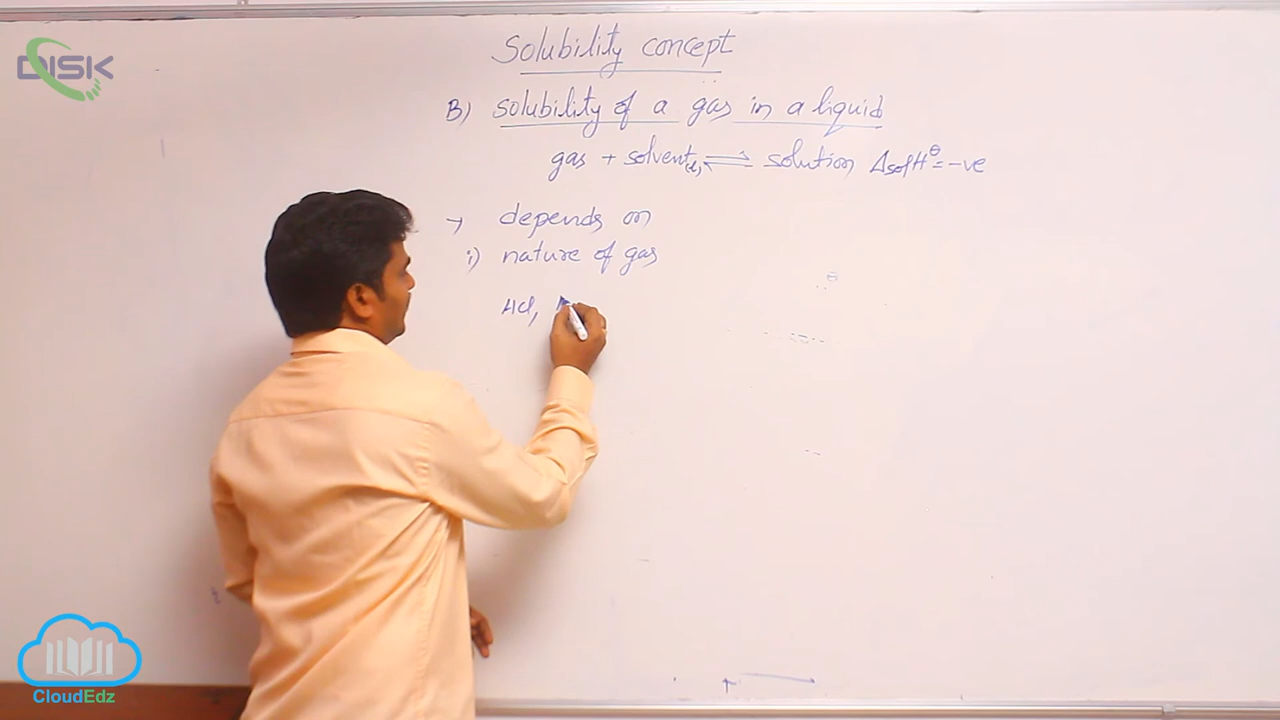 DISK
Solubility concept
B) solubility of a gas in a liquid
gas + solvent(l) ⇌ solution ΔsolHᶱ = -ve
→ depends on
i) nature of gas
HCl,
CloudEdz